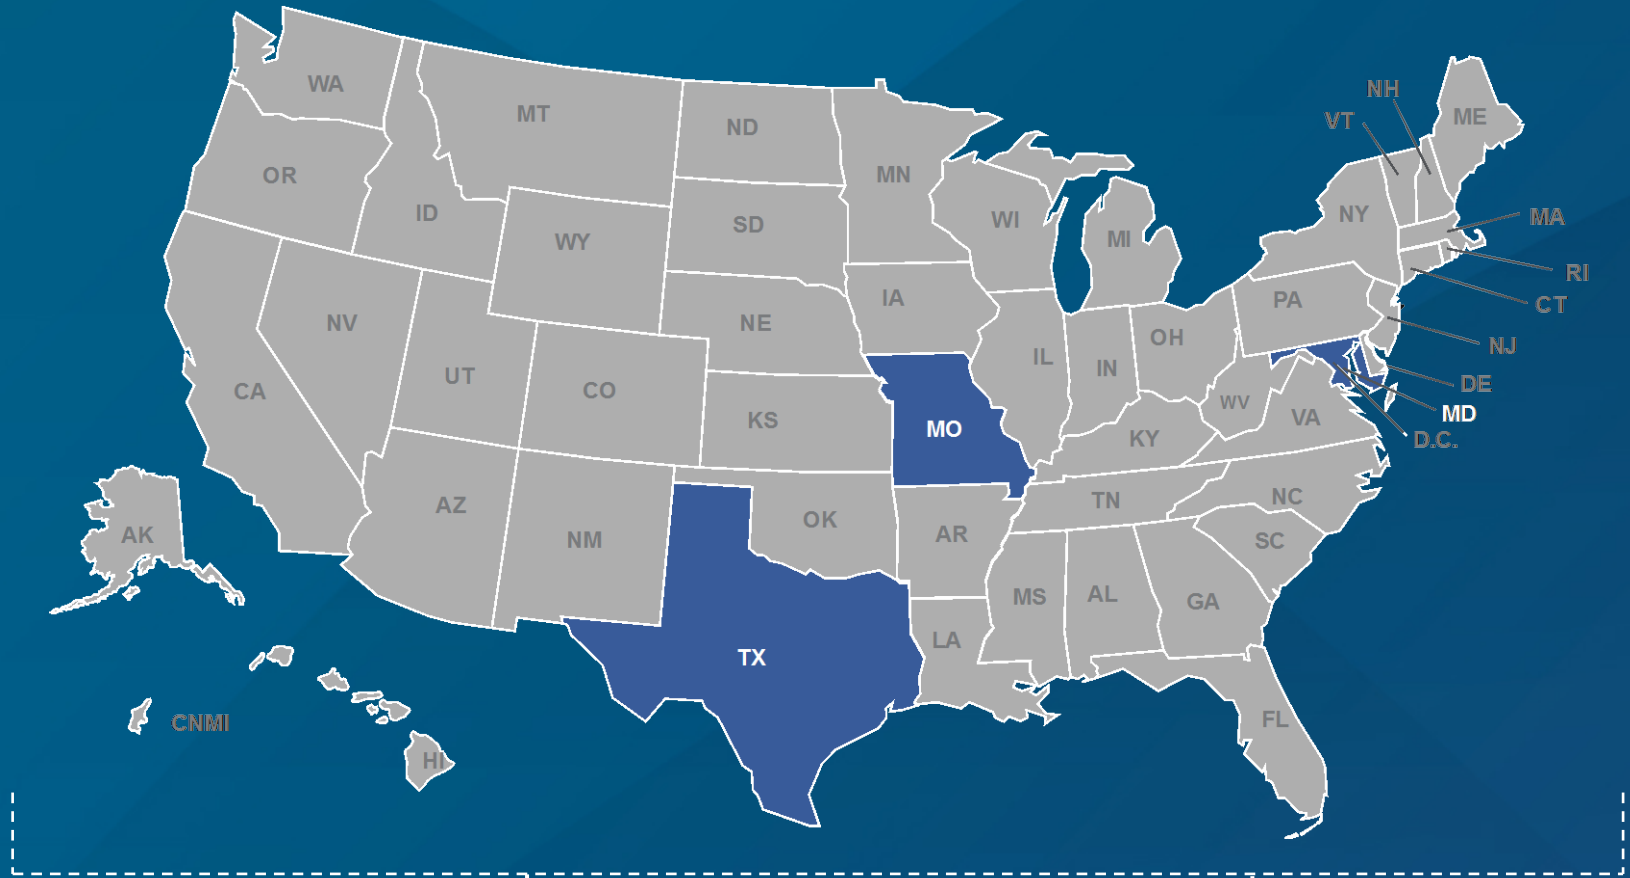 WA
MT
ND
MN
OR
ID
WY
SD
WI
MI
NH
VT
ME
NY
MA
RI
CT
NJ
DE
MD
D.C.
NV
UT
CO
NE
IA
IL
IN
OH
PA
CA
KS
MO
KY
WV
VA
AZ
NM
OK
AR
TN
NC
SC
AK
TX
LA
MS
AL
GA
FL
CNMI
HI